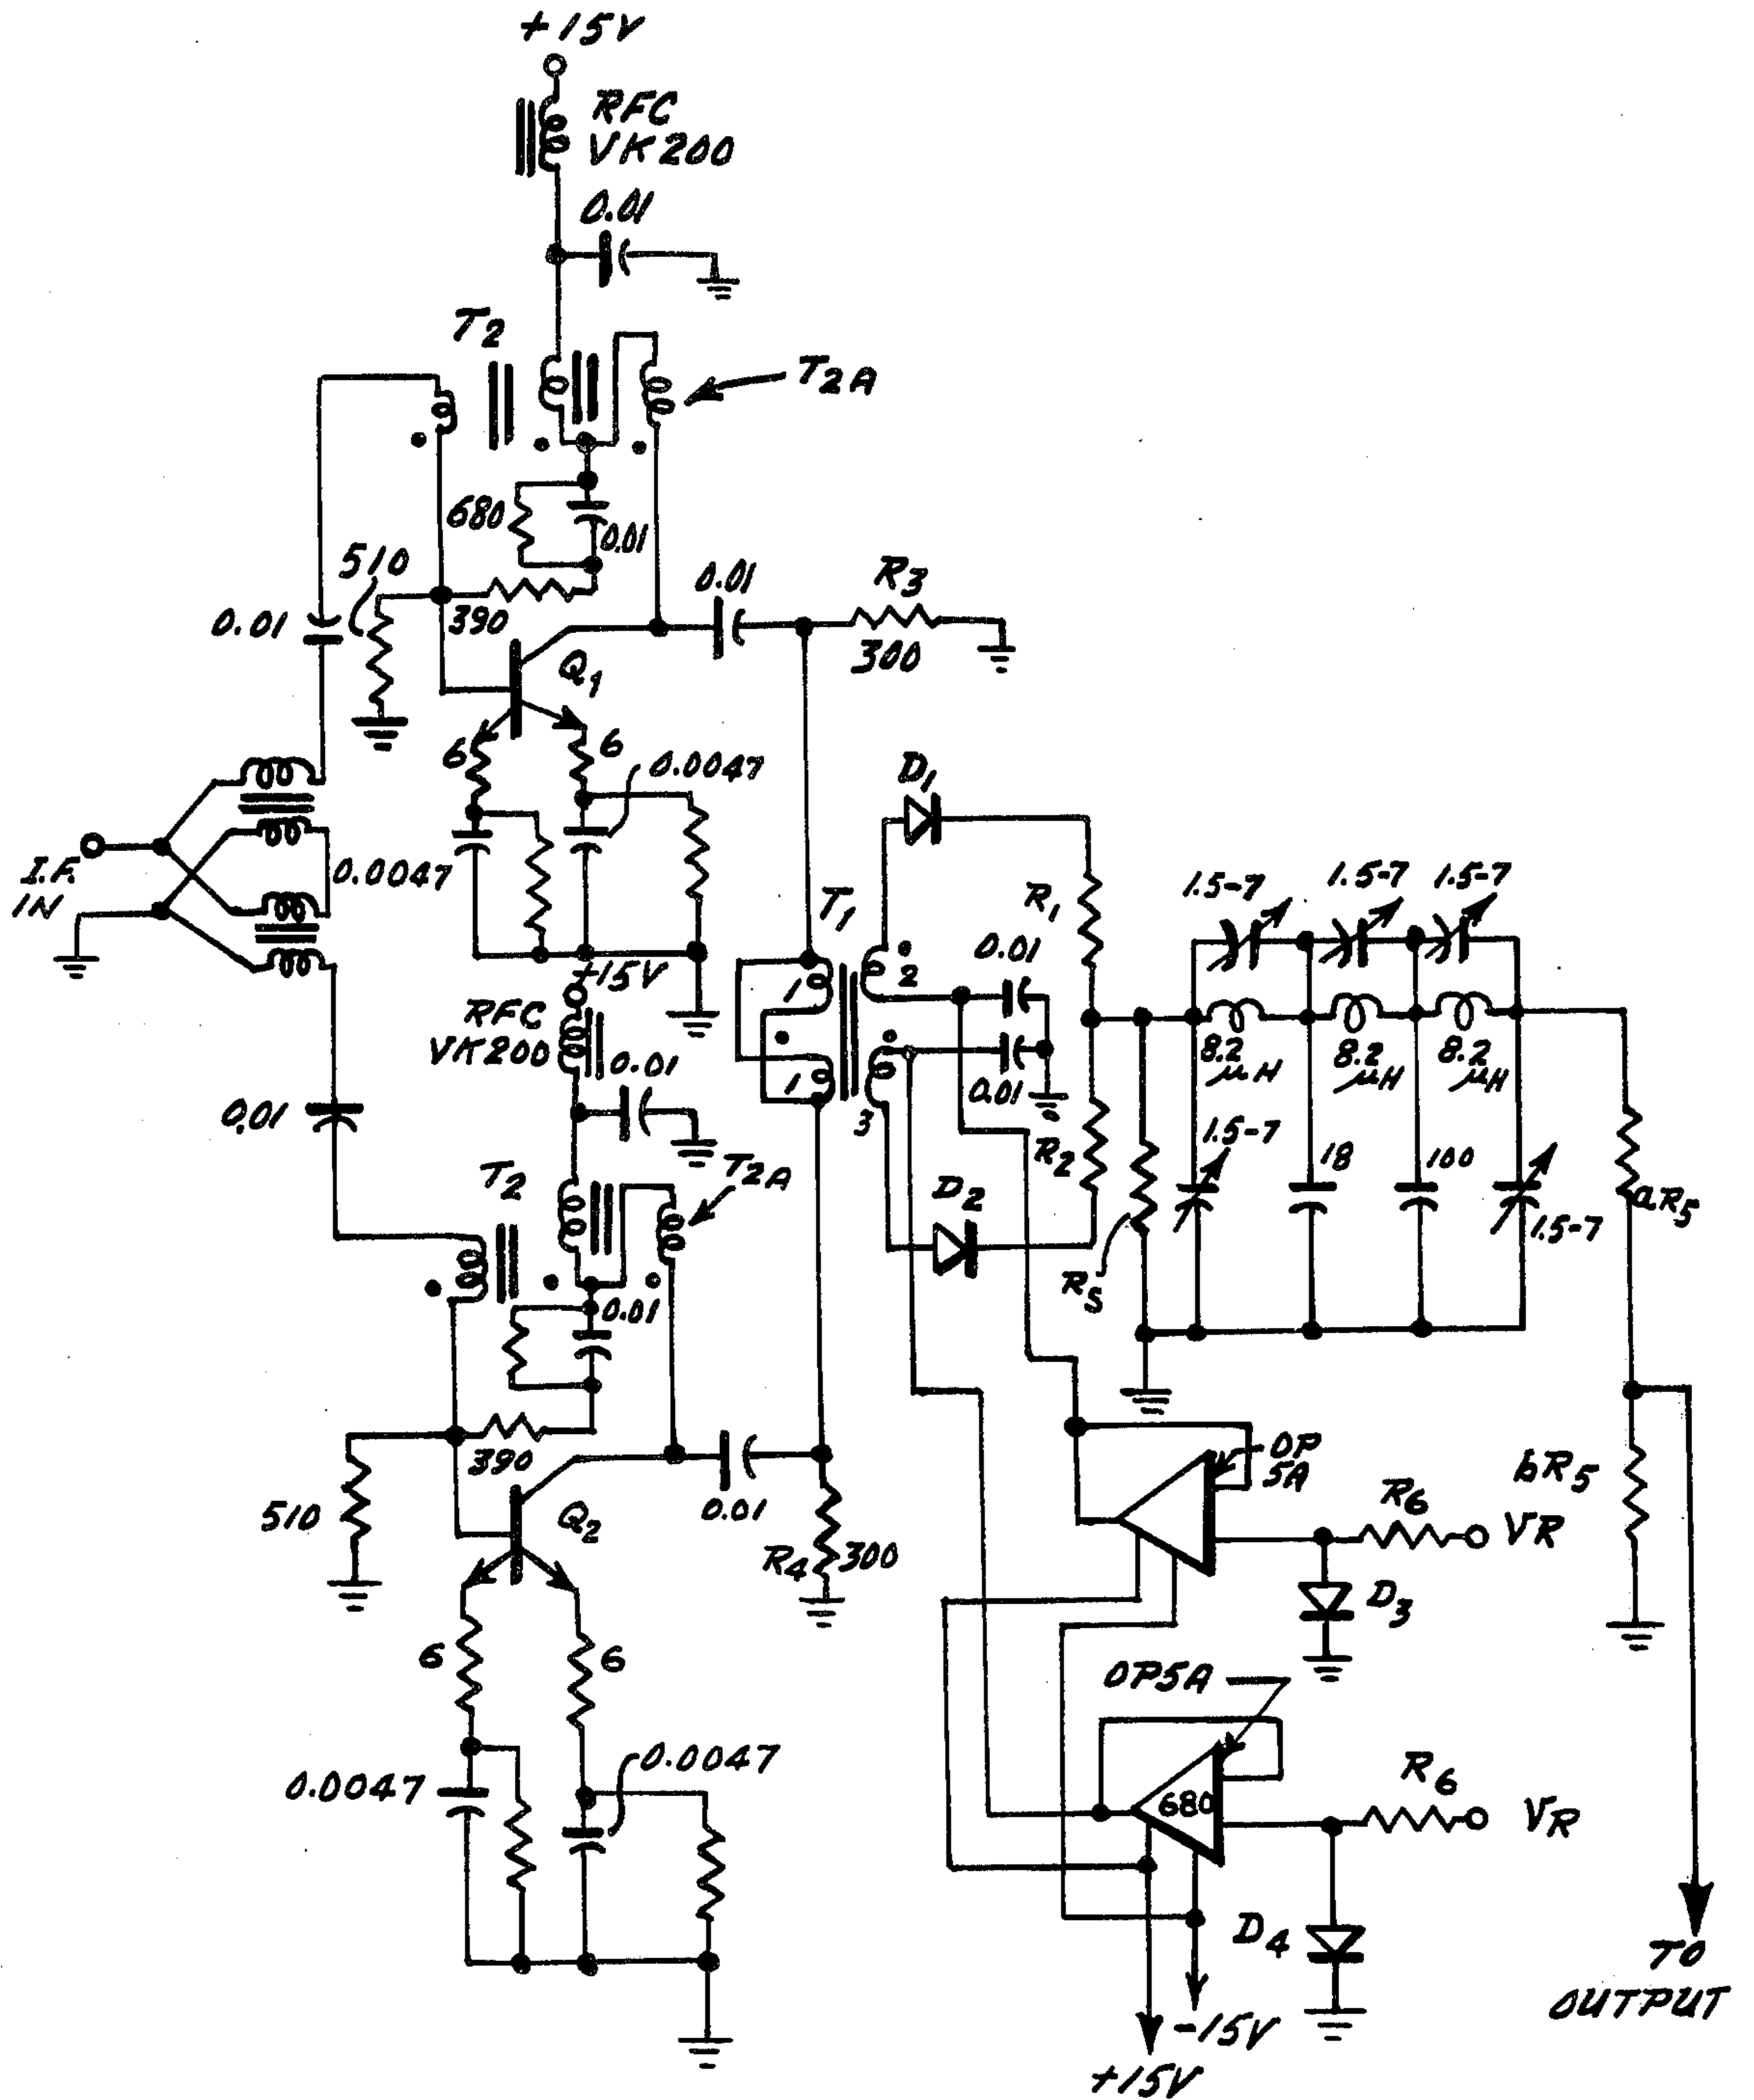 +15V
RFC
VK200
0.01
T2
T2A
680
0.01
510
0.01
390
0.01
R3
300
Q1
6
6
0.0047
D1
I.F.
IN
0.0047
T1
R1
1.5-7
1.5-7
1.5-7
0.01
1
2
+15V
RFC
VK200
0.01
1
3
0.01
8.2
μH
8.2
μH
8.2
μH
0.01
R2
1.5-7
18
100
aR5
1.5-7
T2
T2A
D2
RS
0.01
390
510
0.01
Q2
R4
300
OP
5A
bR5
R6
VR
D3
6
6
OP5A
0.0047
0.0047
680
R6
VR
D4
-15V
+15V
TO
OUTPUT